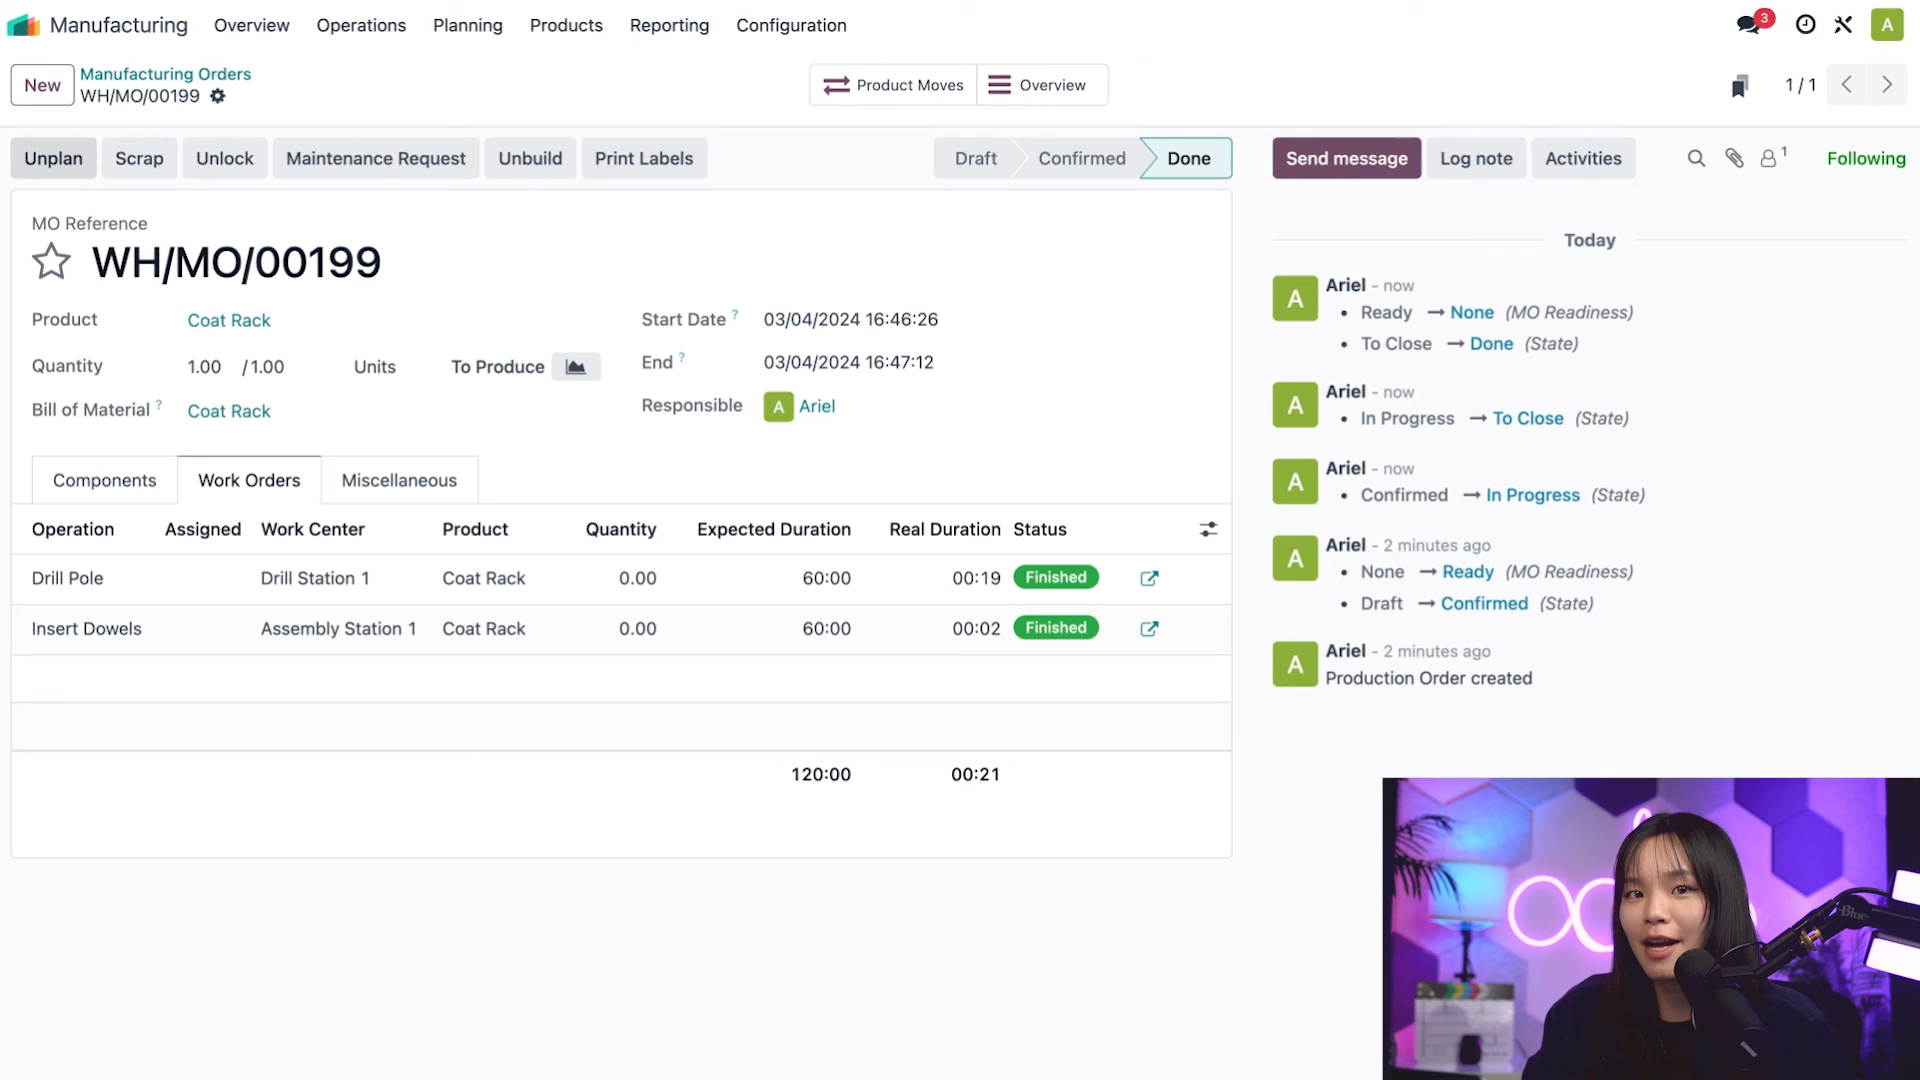 Manufacturing Overview Operations Planning Products Reporting Configuration 3 A
New Manufacturing Orders Product Moves Overview 1 / 1
WH/MO/00199
Unplan Scrap Unlock Maintenance Request Unbuild Print Labels Draft Confirmed Done Send message Log note Activities 1 Following
MO Reference
WH/MO/00199
Product Coat Rack Start Date ? 03/04/2024 16:46:26
Quantity 1.00 / 1.00 Units To Produce End ? 03/04/2024 16:47:12
Bill of Material ? Coat Rack Responsible A Ariel
Components Work Orders Miscellaneous
Operation Assigned Work Center Product Quantity Expected Duration Real Duration Status
Drill Pole Drill Station 1 Coat Rack 0.00 60:00 00:19 Finished
Insert Dowels Assembly Station 1 Coat Rack 0.00 60:00 00:02 Finished
120:00 00:21
Today
A Ariel - now
• Ready → None (MO Readiness)
• To Close → Done (State)
A Ariel - now
• In Progress → To Close (State)
A Ariel - now
• Confirmed → In Progress (State)
A Ariel - 2 minutes ago
• None → Ready (MO Readiness)
• Draft → Confirmed (State)
A Ariel - 2 minutes ago
Production Order created
Blue